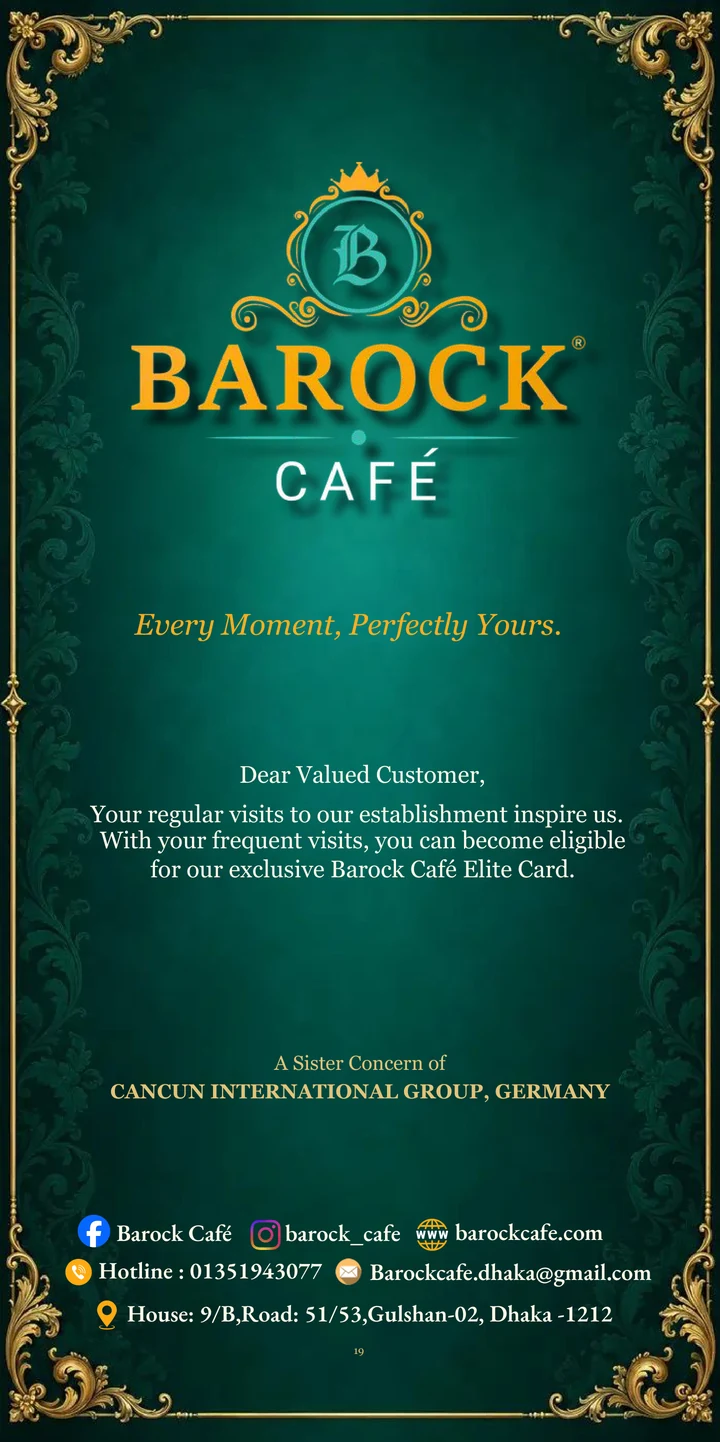 B
BAROCK®
CAFÉ
Every Moment, Perfectly Yours.
Dear Valued Customer,
Your regular visits to our establishment inspire us.
With your frequent visits, you can become eligible
for our exclusive Barock Café Elite Card.
A Sister Concern of
CANCUN INTERNATIONAL GROUP, GERMANY
Barock Café barock_cafe www barockcafe.com
Hotline : 01351943077 Barockcafe.dhaka@gmail.com
House: 9/B,Road: 51/53,Gulshan-02, Dhaka -1212
19